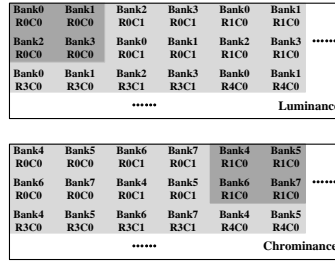 Bank0 Bank1 Bank2 Bank3 Bank0 Bank1
R0C0 R0C0 R0C1 R0C1 R1C0 R1C0
Bank2 Bank3 Bank0 Bank1 Bank2 Bank3 ······
R0C0 R0C0 R0C1 R0C1 R1C0 R1C0
Bank0 Bank1 Bank2 Bank3 Bank0 Bank1
R3C0 R3C0 R3C1 R3C1 R4C0 R4C0
······ Luminance
Bank4 Bank5 Bank6 Bank7 Bank4 Bank5
R0C0 R0C0 R0C1 R0C1 R1C0 R1C0
Bank6 Bank7 Bank4 Bank5 Bank6 Bank7 ······
R0C0 R0C0 R0C1 R0C1 R1C0 R1C0
Bank4 Bank5 Bank6 Bank7 Bank4 Bank5
R3C0 R3C0 R3C1 R3C1 R4C0 R4C0
······ Chrominance